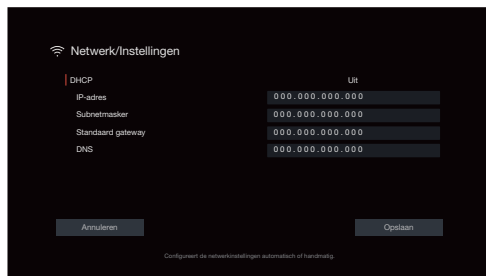 Netwerk/Instellingen
DHCP Uit
IP-adres 000.000.000.000
Subnetmasker 000.000.000.000
Standaard gateway 000.000.000.000
DNS 000.000.000.000
Annuleren Opslaan
Configureert de netwerkinstellingen automatisch of handmatig.